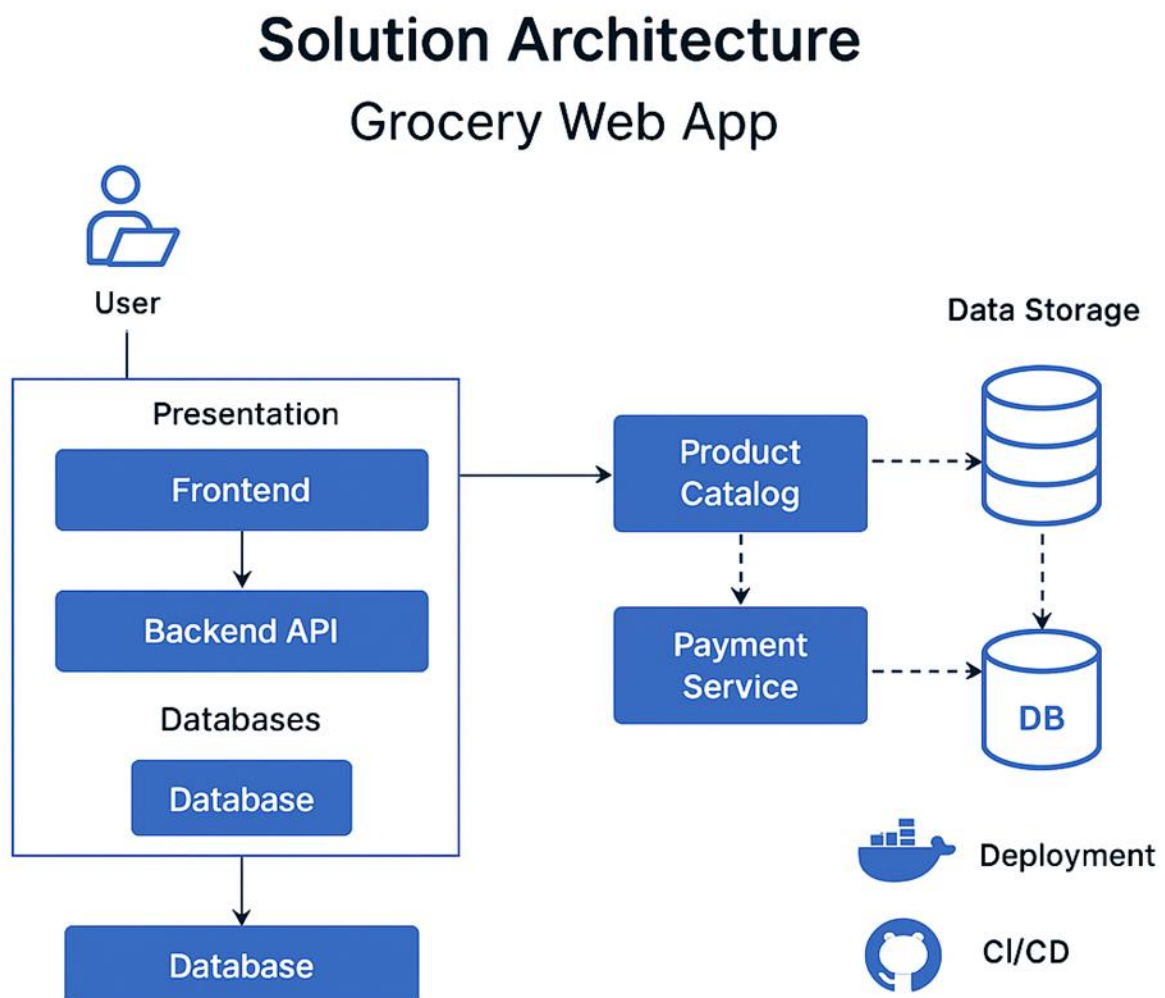 Solution Architecture
Grocery Web App
User
Data Storage
Presentation
Frontend
Backend API
Databases
Database
Database
Product
Catalog
Payment
Service
DB
Deployment
CI/CD